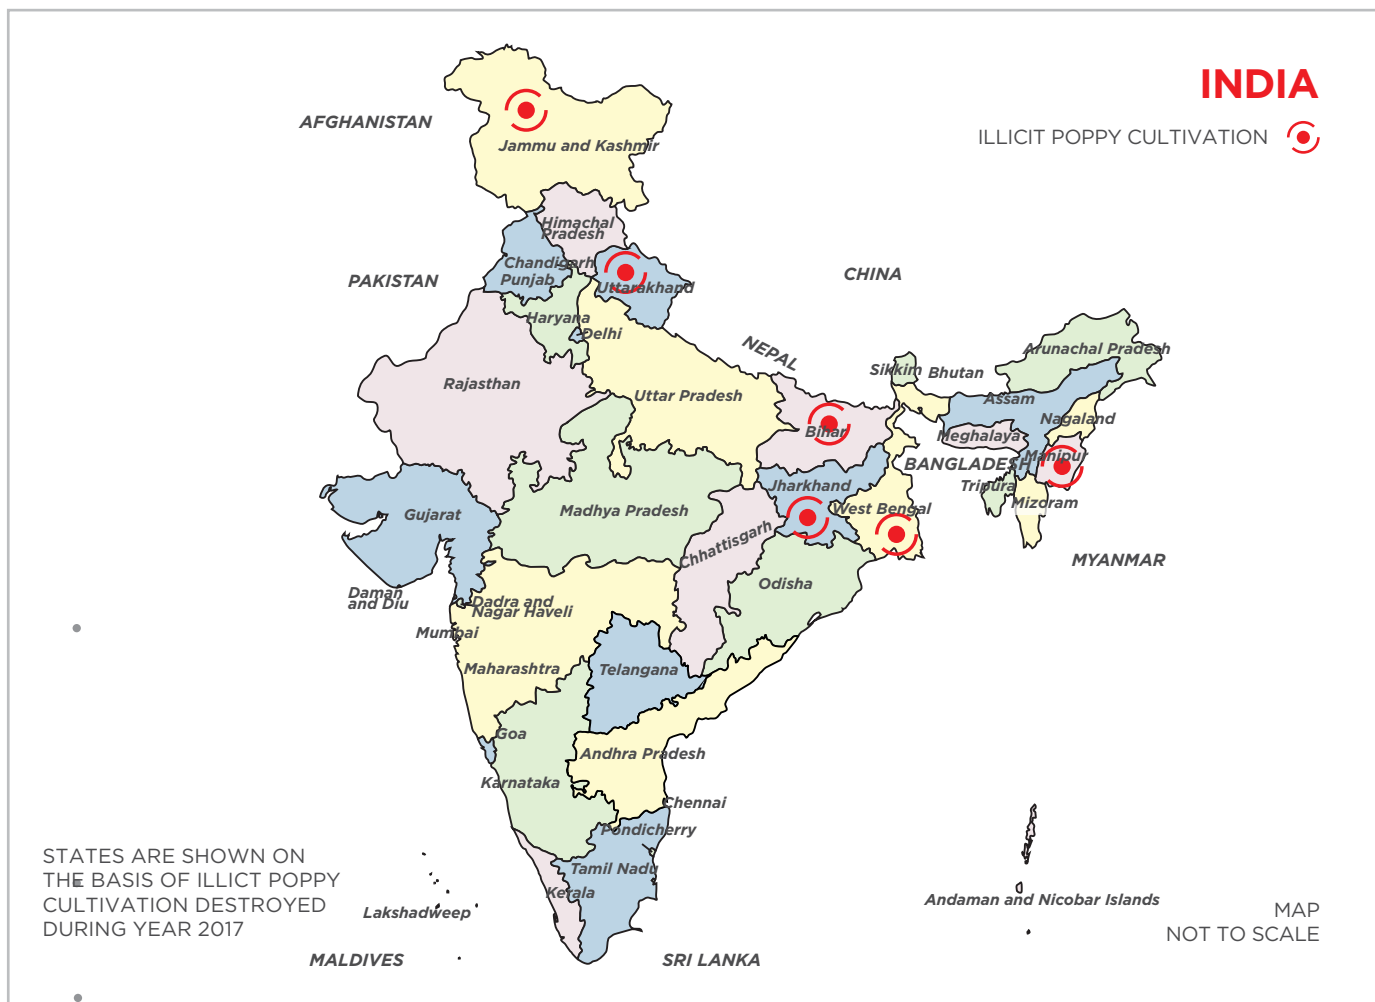 INDIA
ILLICIT POPPY CULTIVATION
AFGHANISTAN
Jammu and Kashmir
Himachal
Pradesh
Chandigarh
Punjab
PAKISTAN
Uttarakhand
CHINA
Haryana
Delhi
NEPAL
Rajasthan
Uttar Pradesh
Sikkim
Bhutan
Arunachal Pradesh
Assam
Nagaland
Bihar
Meghalaya
Manipur
BANGLADESH
Jharkhand
Tripura
Mizoram
Gujarat
Madhya Pradesh
West Bengal
Chhattisgarh
MYANMAR
Odisha
Daman
and Diu
Dadra and
Nagar Haveli
Mumbai
Maharashtra
Telangana
Goa
Andhra Pradesh
Karnataka
Chennai
Pondicherry
Tamil Nadu
Kerala
Lakshadweep
Andaman and Nicobar Islands
STATES ARE SHOWN ON
THE BASIS OF ILLICT POPPY
CULTIVATION DESTROYED
DURING YEAR 2017
MAP
NOT TO SCALE
MALDIVES
SRI LANKA